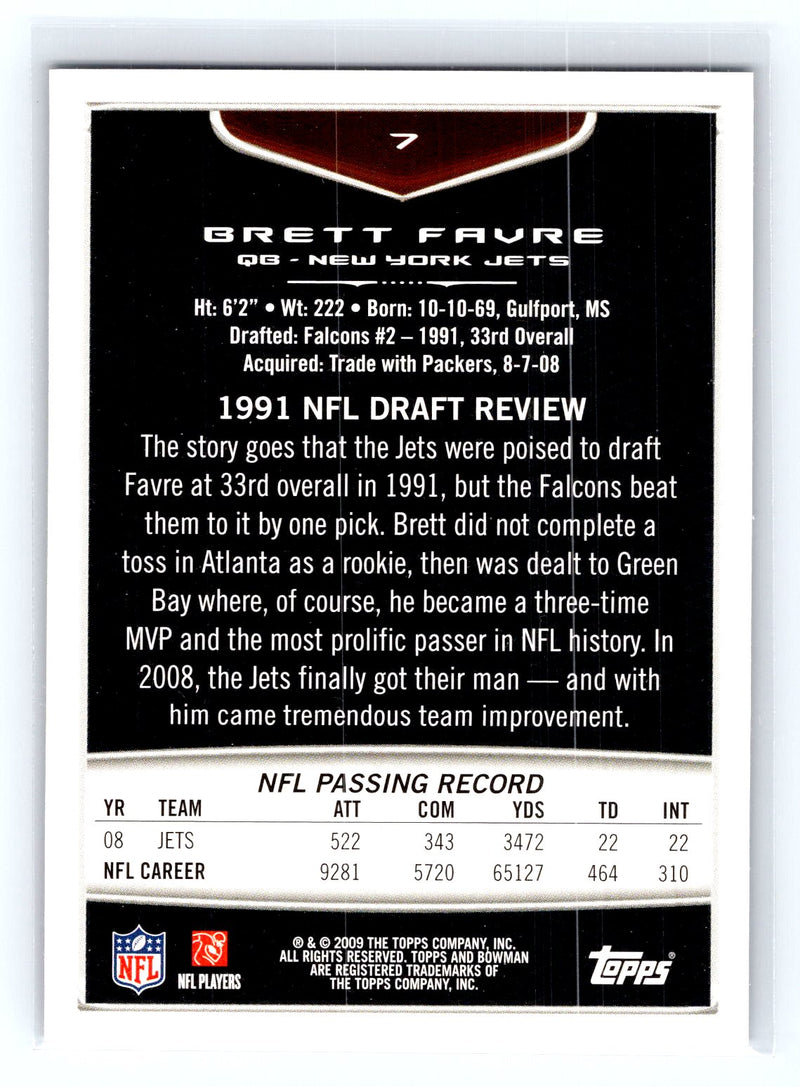 7
BRETT FAVRE
QB - NEW YORK JETS
Ht: 6'2" • Wt: 222 • Born: 10-10-69, Gulfport, MS
Drafted: Falcons #2 – 1991, 33rd Overall
Acquired: Trade with Packers, 8-7-08
1991 NFL DRAFT REVIEW
The story goes that the Jets were poised to draft
Favre at 33rd overall in 1991, but the Falcons beat
them to it by one pick. Brett did not complete a
toss in Atlanta as a rookie, then was dealt to Green
Bay where, of course, he became a three-time
MVP and the most prolific passer in NFL history. In
2008, the Jets finally got their man — and with
him came tremendous team improvement.
NFL PASSING RECORD
YR TEAM ATT COM YDS TD INT
08 JETS 522 343 3472 22 22
NFL CAREER 9281 5720 65127 464 310
NFL
NFL PLAYERS
® & © 2009 THE TOPPS COMPANY, INC.
ALL RIGHTS RESERVED. TOPPS AND BOWMAN
ARE REGISTERED TRADEMARKS OF
THE TOPPS COMPANY, INC.
TOPPS®